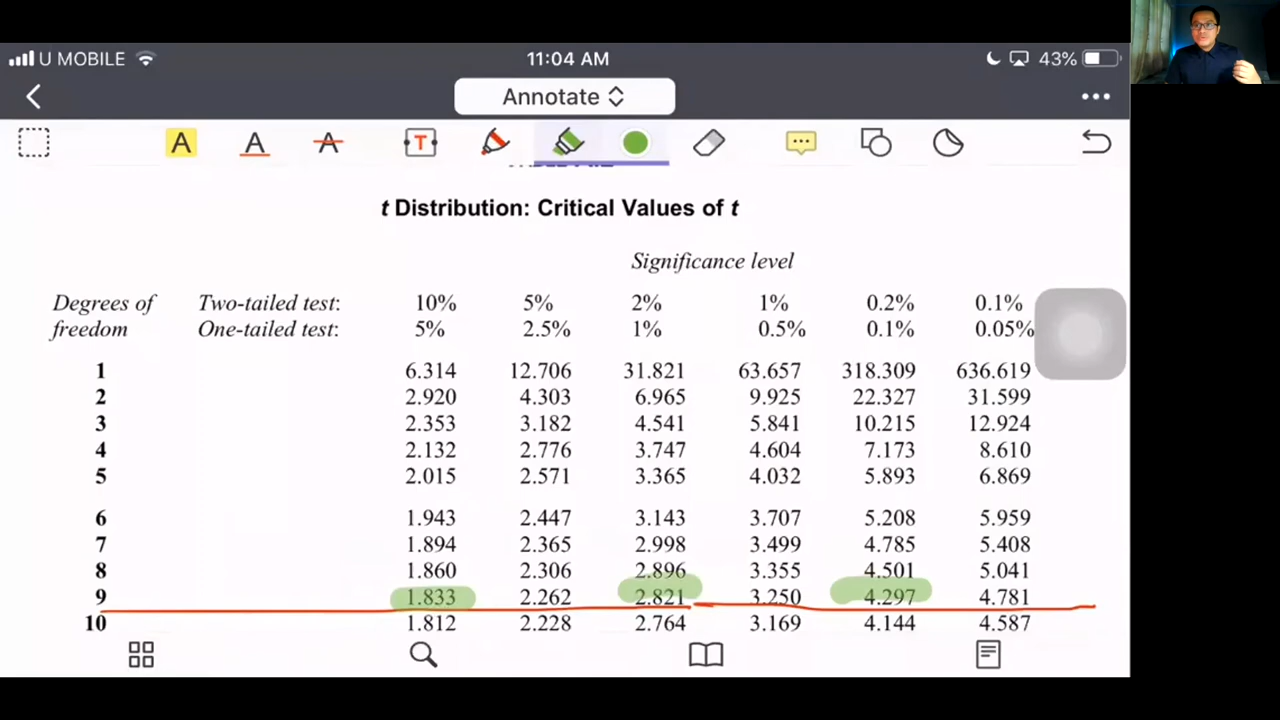 U MOBILE 11:04 AM 43%
Annotate
A A A T
t Distribution: Critical Values of t
Significance level
Degrees of Two-tailed test: 10% 5% 2% 1% 0.2% 0.1%
freedom One-tailed test: 5% 2.5% 1% 0.5% 0.1% 0.05%
1 6.314 12.706 31.821 63.657 318.309 636.619
2 2.920 4.303 6.965 9.925 22.327 31.599
3 2.353 3.182 4.541 5.841 10.215 12.924
4 2.132 2.776 3.747 4.604 7.173 8.610
5 2.015 2.571 3.365 4.032 5.893 6.869
6 1.943 2.447 3.143 3.707 5.208 5.959
7 1.894 2.365 2.998 3.499 4.785 5.408
8 1.860 2.306 2.896 3.355 4.501 5.041
9 1.833 2.262 2.821 3.250 4.297 4.781
10 1.812 2.228 2.764 3.169 4.144 4.587